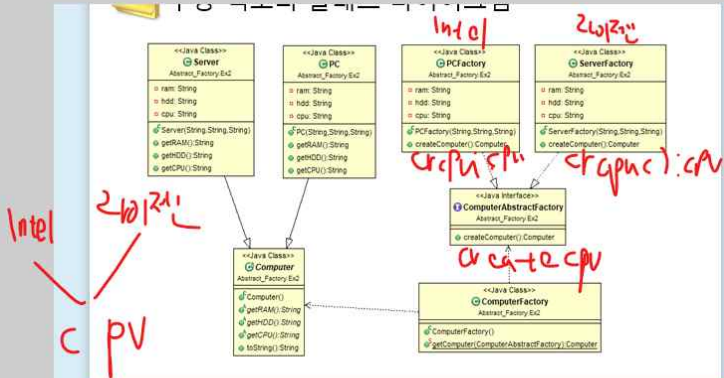 Intel
라이젠
<<Java Class>>
Server
Abstract_Factory.Ex2
ram: String
hdd: String
cpu: String
Server(String,String,String)
getRAM():String
getHDD():String
getCPU():String
<<Java Class>>
PC
Abstract_Factory.Ex2
ram: String
hdd: String
cpu: String
PC(String,String,String)
getRAM():String
getHDD():String
getCPU():String
<<Java Class>>
PCFactory
Abstract_Factory.Ex2
ram: String
hdd: String
cpu: String
PCFactory(String,String,String)
createComputer():Computer
<<Java Class>>
ServerFactory
Abstract_Factory.Ex2
ram: String
hdd: String
cpu: String
ServerFactory(String,String,String)
createComputer():Computer
<<Java Interface>>
ComputerAbstractFactory
Abstract_Factory.Ex2
createComputer():Computer
create cpu
Intel
라이젠
CPU
<<Java Class>>
Computer
Abstract_Factory.Ex2
Computer()
getRAM():String
getHDD():String
getCPU():String
toString():String
<<Java Class>>
ComputerFactory
Abstract_Factory.Ex2
ComputerFactory()
getComputer(ComputerAbstractFactory):Computer